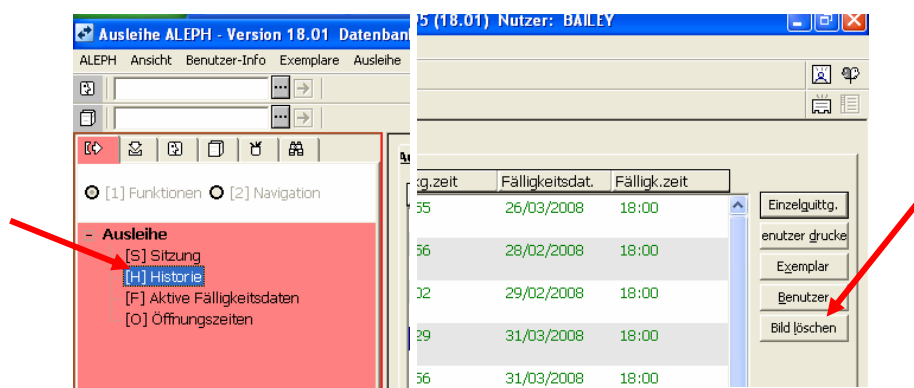 Ausleihe ALEPH - Version 18.01 Datenban
ALEPH Ansicht Benutzer-Info Exemplare Ausleihe
[1] Funktionen [2] Navigation
Ausleihe
[S] Sitzung
[H] Historie
[F] Aktive Fälligkeitsdaten
[O] Öffnungszeiten
5 (18.01) Nutzer: BAILEY
g.zeit Fälligkeitsdat. Fälligk.zeit
55 26/03/2008 18:00
56 28/02/2008 18:00
02 29/02/2008 18:00
29 31/03/2008 18:00
56 31/03/2008 18:00
Einzelguittg.
enutzer drucke
Exemplar
Benutzer
Bild löschen